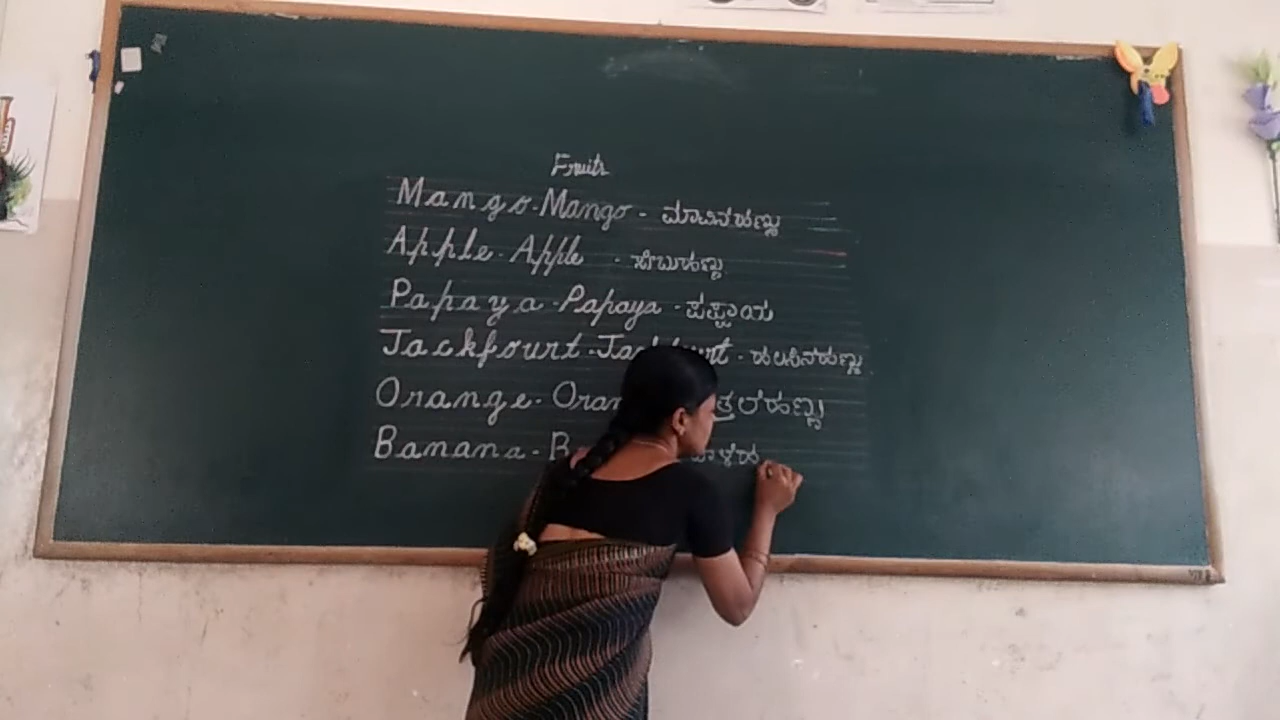 Fruits
Mango - Mango - ಮಾವಿನಹಣ್ಣು
Apple - Apple - ಸೇಬುಹಣ್ಣು
Papaya - Papaya - ಪಪ್ಪಾಯ
Jackfourt - - ಹಲಸಿನಹಣ್ಣು
Orange -
Banana -